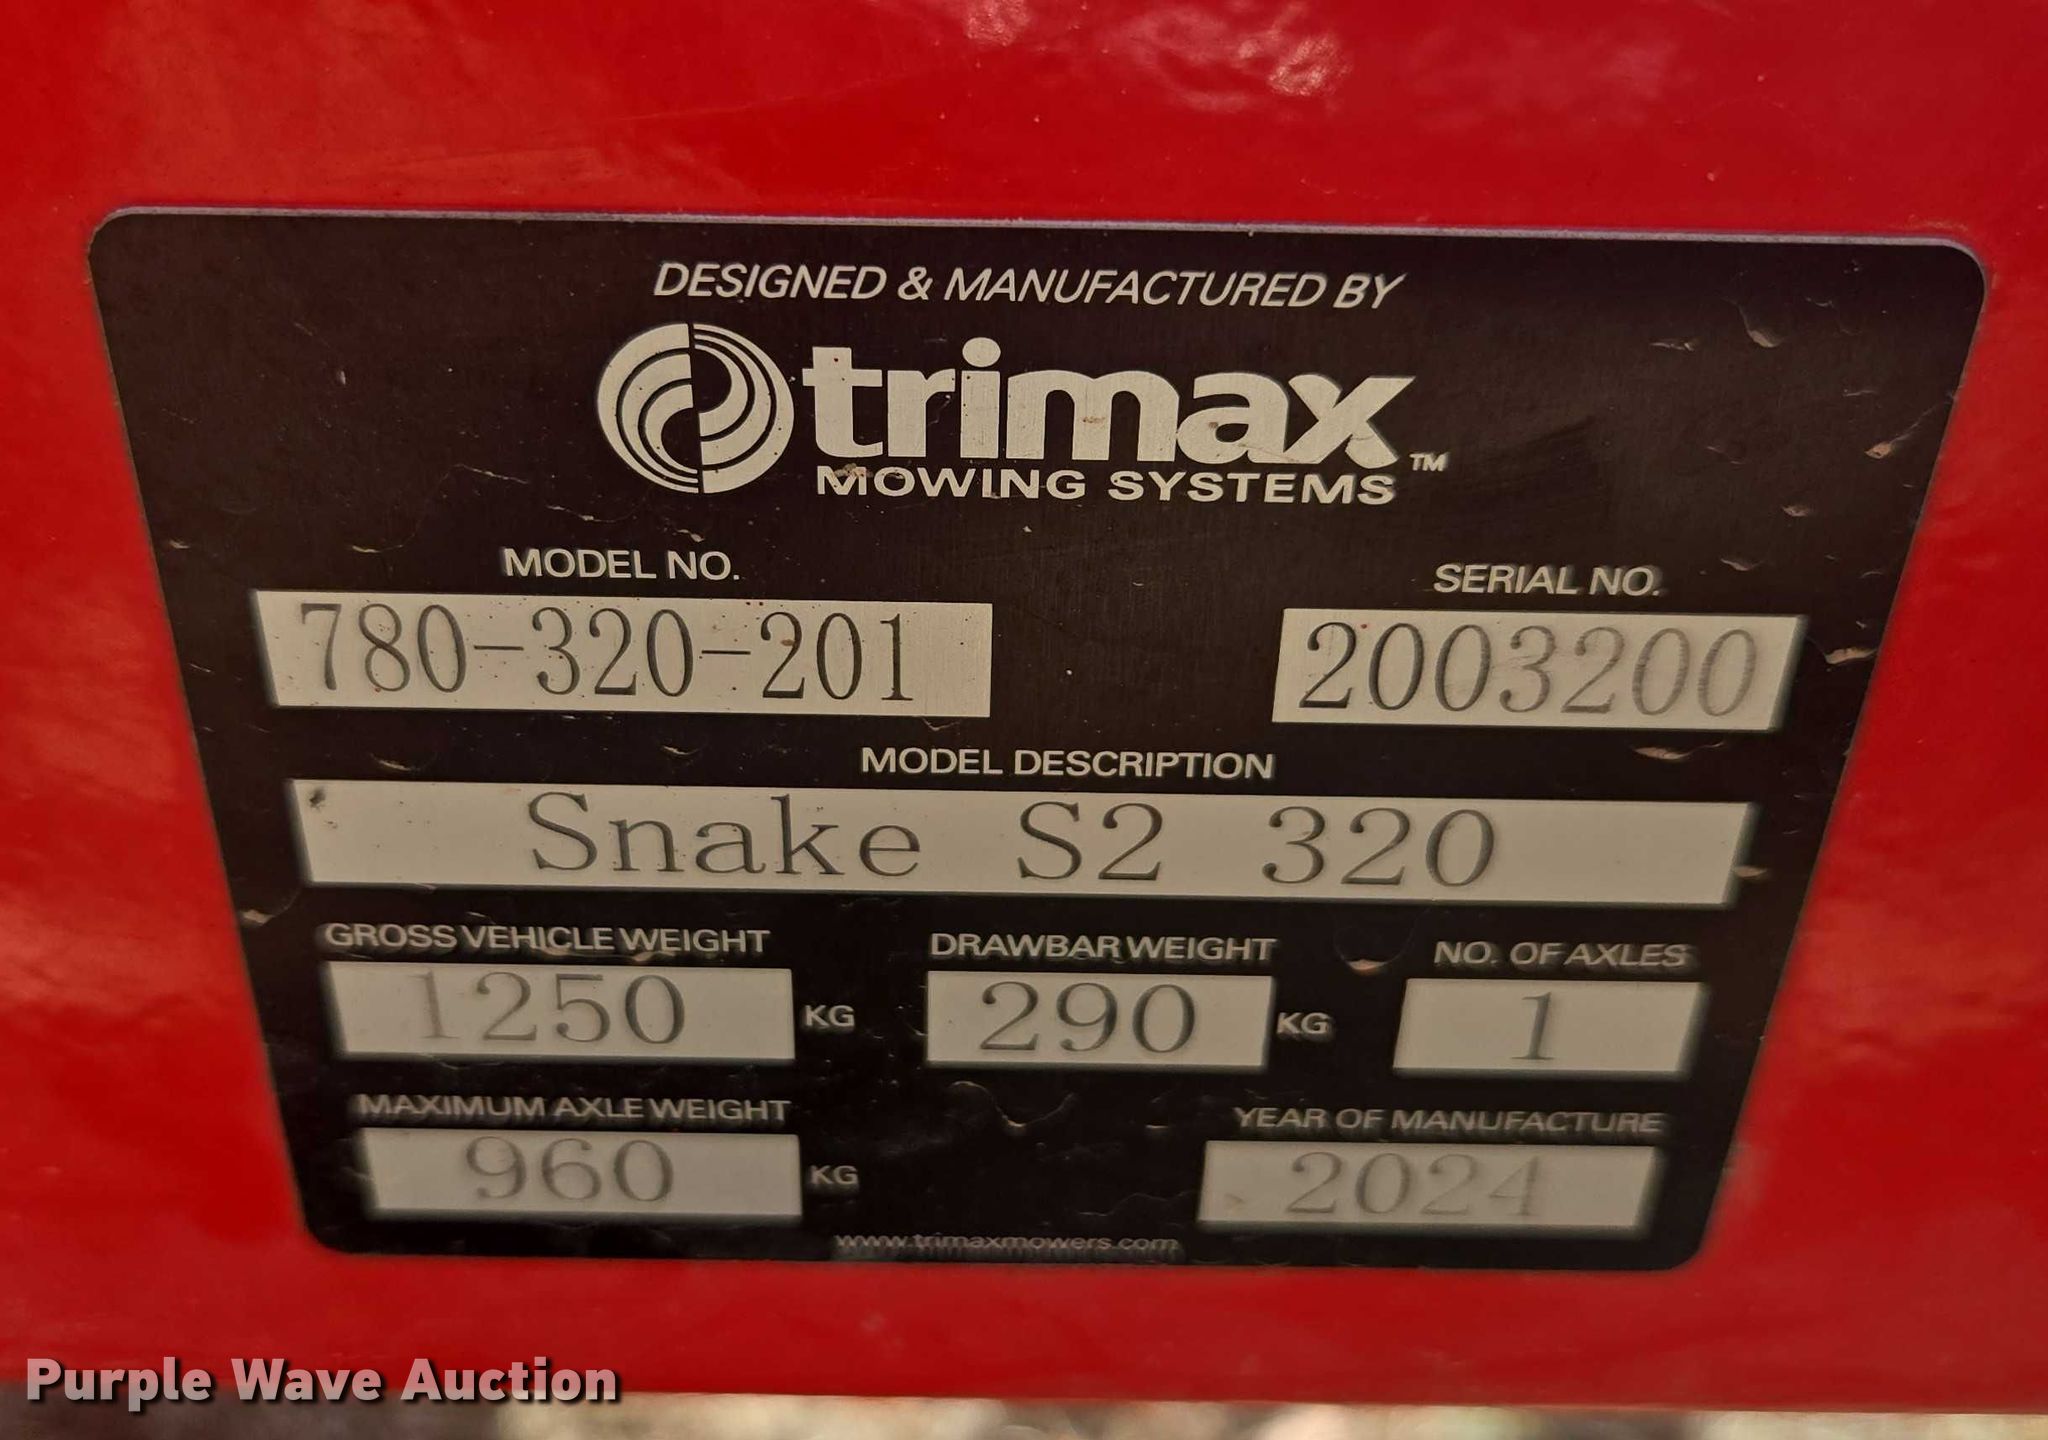 DESIGNED & MANUFACTURED BY
trimax™
MOWING SYSTEMS
MODEL NO. SERIAL NO.
780-320-201 2003200
MODEL DESCRIPTION
Snake S2 320
GROSS VEHICLE WEIGHT DRAWBAR WEIGHT NO. OF AXLES
1250 KG 290 KG 1
MAXIMUM AXLE WEIGHT YEAR OF MANUFACTURE
960 KG 2024
www.trimaxmowers.com
Purple Wave Auction